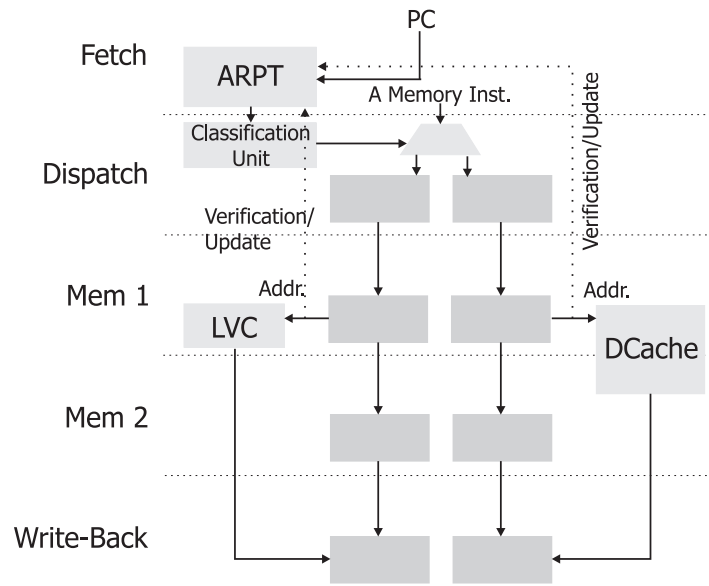 PC
Fetch
ARPT
A Memory Inst.
Verification/Update
Classification
Unit
Dispatch
Verification/
Update
Mem 1
Addr.
Addr.
LVC
DCache
Mem 2
Write-Back